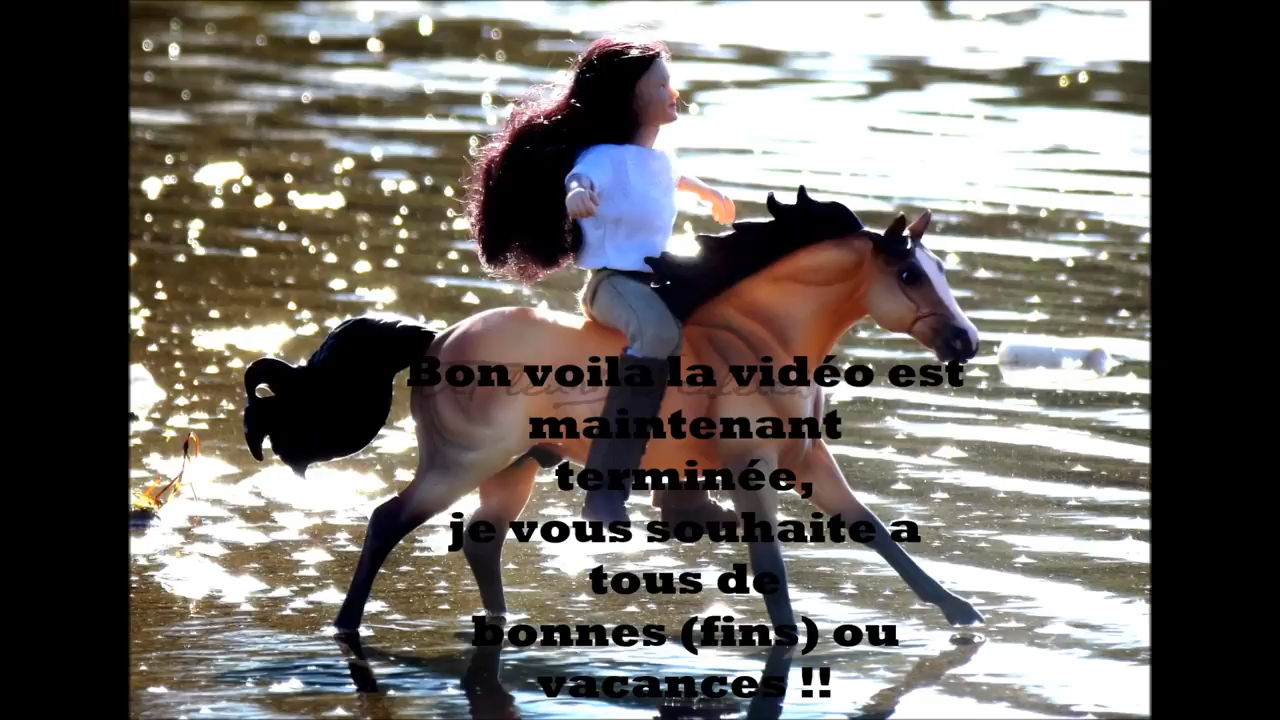 Bon voila la vidéo est
maintenant
terminée,
je vous souhaite a
tous de
bonnes (fins) ou
vacances !!